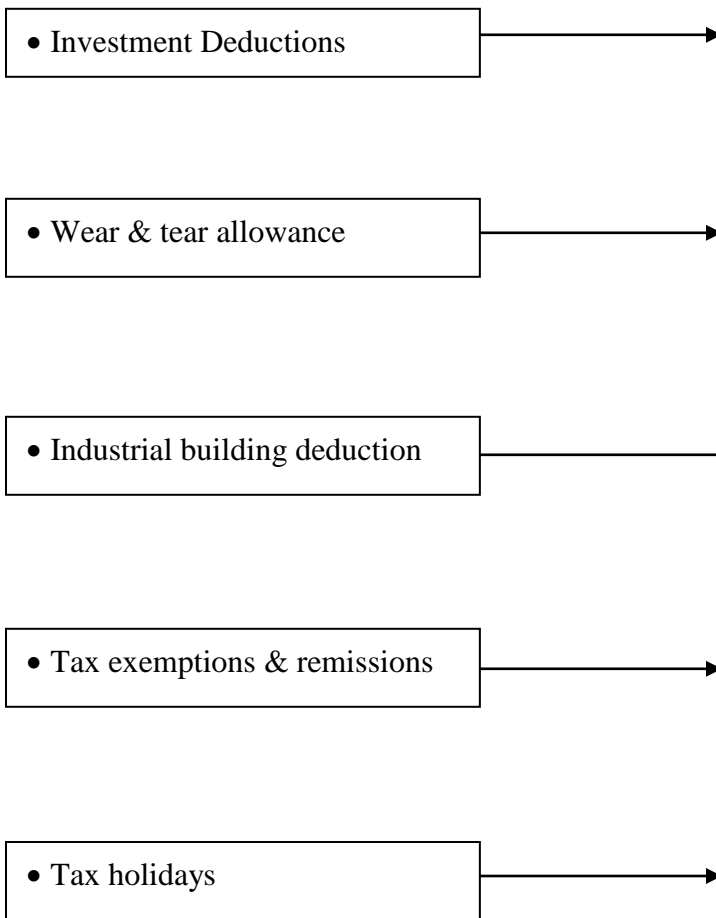 • Investment Deductions
• Wear & tear allowance
• Industrial building deduction
• Tax exemptions & remissions
• Tax holidays